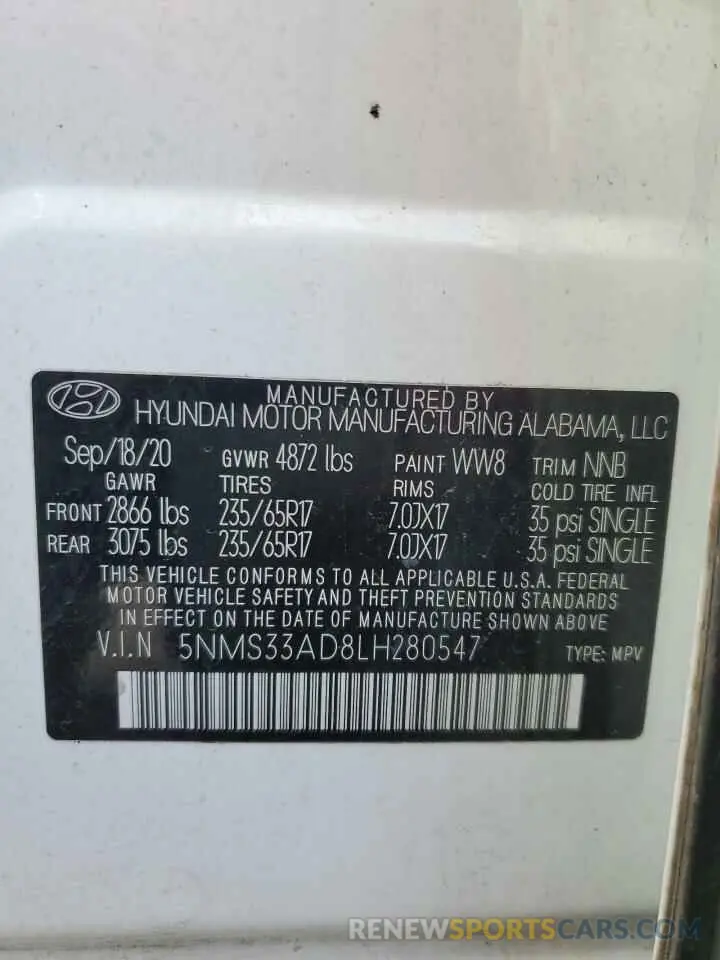 MANUFACTURED BY
HYUNDAI MOTOR MANUFACTURING ALABAMA, LLC
Sep/18/20 GVWR 4872 lbs PAINT WW8 TRIM NNB
GAWR TIRES RIMS COLD TIRE INFL
FRONT 2866 lbs 235/65R17 7.0JX17 35 psi SINGLE
REAR 3075 lbs 235/65R17 7.0JX17 35 psi SINGLE
THIS VEHICLE CONFORMS TO ALL APPLICABLE U.S.A. FEDERAL
MOTOR VEHICLE SAFETY AND THEFT PREVENTION STANDARDS
IN EFFECT ON THE DATE OF MANUFACTURE SHOWN ABOVE
V.I.N 5NMS33AD8LH280547 TYPE: MPV
RENEWSPORTSCARS.COM